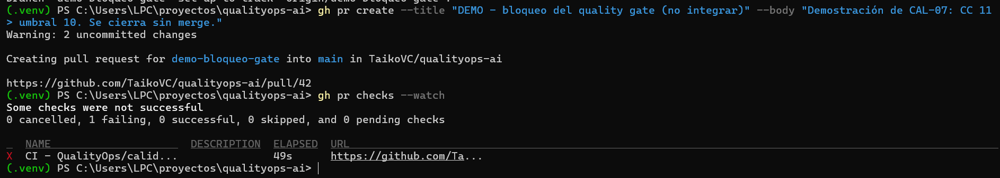 (.venv) PS C:\Users\LPC\proyectos\qualityops-ai> gh pr create --title "DEMO - bloqueo del quality gate (no integrar)" --body "Demostración de CAL-07: CC 11
> umbral 10. Se cierra sin merge."
Warning: 2 uncommitted changes
Creating pull request for demo-bloqueo-gate into main in TaikoVC/qualityops-ai
https://github.com/TaikoVC/qualityops-ai/pull/42
(.venv) PS C:\Users\LPC\proyectos\qualityops-ai> gh pr checks --watch
Some checks were not successful
0 cancelled, 1 failing, 0 successful, 0 skipped, and 0 pending checks
NAME DESCRIPTION ELAPSED URL
X CI - QualityOps/calid... 49s https://github.com/Ta...
(.venv) PS C:\Users\LPC\proyectos\qualityops-ai>